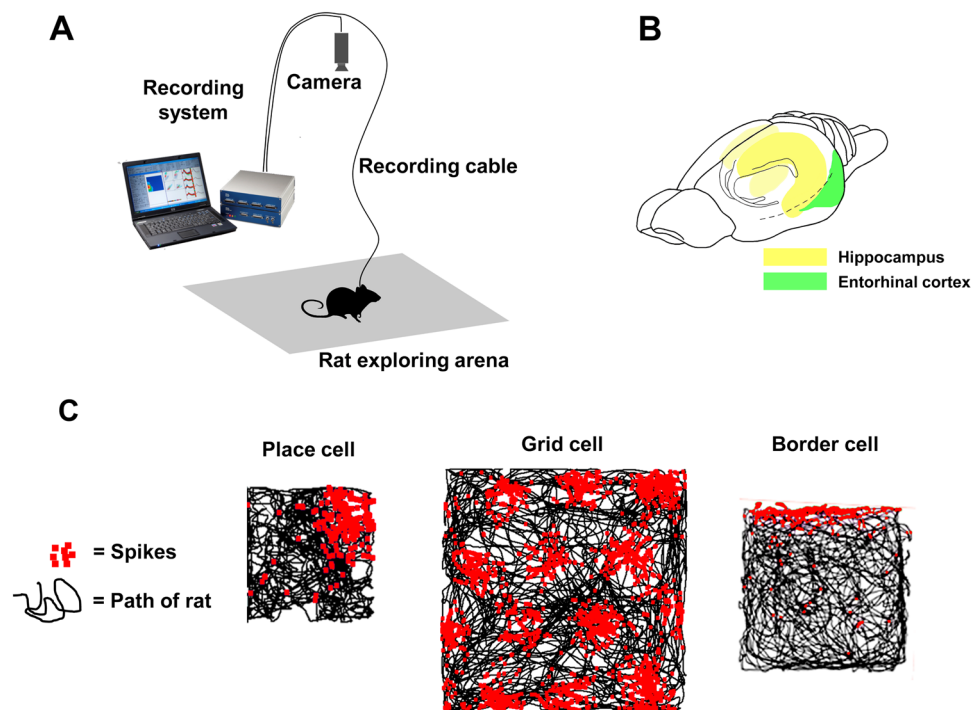 A
Camera
Recording
system
Recording cable
Rat exploring arena
B
Hippocampus
Entorhinal cortex
C
Place cell
Grid cell
Border cell
= Spikes
= Path of rat